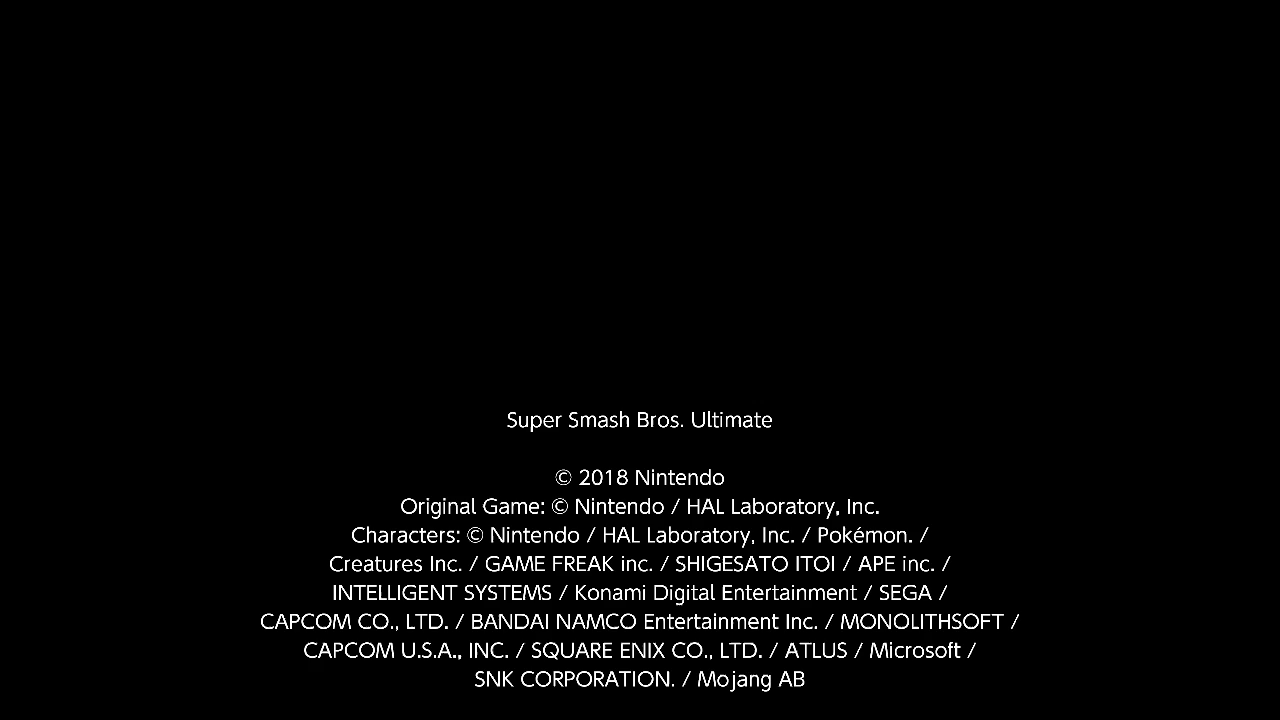 Super Smash Bros. Ultimate
© 2018 Nintendo
Original Game: © Nintendo / HAL Laboratory, Inc.
Characters: © Nintendo / HAL Laboratory, Inc. / Pokémon. /
Creatures Inc. / GAME FREAK inc. / SHIGESATO ITOI / APE inc. /
INTELLIGENT SYSTEMS / Konami Digital Entertainment / SEGA /
CAPCOM CO., LTD. / BANDAI NAMCO Entertainment Inc. / MONOLITHSOFT /
CAPCOM U.S.A., INC. / SQUARE ENIX CO., LTD. / ATLUS / Microsoft /
SNK CORPORATION. / Mojang AB